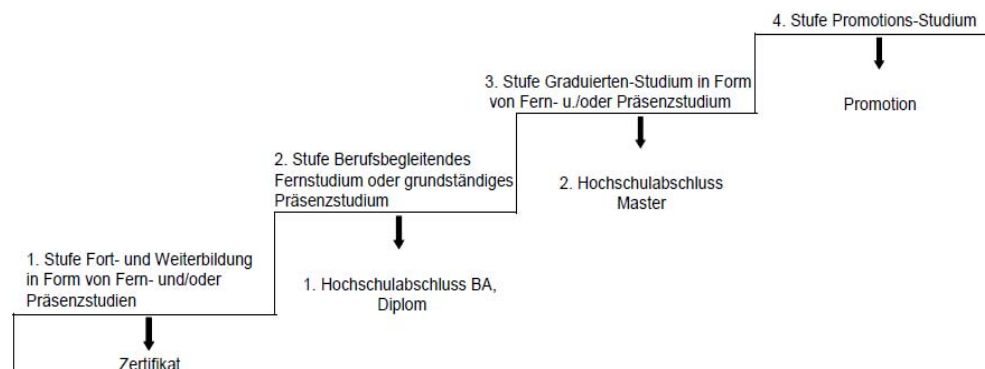 4. Stufe Promotions-Studium
Promotion
3. Stufe Graduierten-Studium in Form
von Fern- u./oder Präsenzstudium
2. Hochschulabschluss
Master
2. Stufe Berufsbegleitendes
Fernstudium oder grundständiges
Präsenzstudium
1. Hochschulabschluss BA,
Diplom
1. Stufe Fort- und Weiterbildung
in Form von Fern- und/oder
Präsenzstudien
Zertifikat